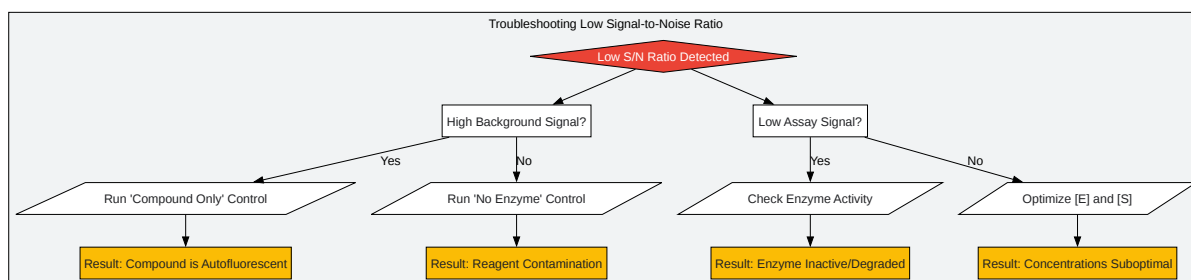 Troubleshooting Low Signal-to-Noise Ratio
Low S/N Ratio Detected
High Background Signal?
Low Assay Signal?
Yes
No
Yes
No
Run 'Compound Only' Control
Run 'No Enzyme' Control
Check Enzyme Activity
Optimize [E] and [S]
Result: Compound is Autofluorescent
Result: Reagent Contamination
Result: Enzyme Inactive/Degraded
Result: Concentrations Suboptimal